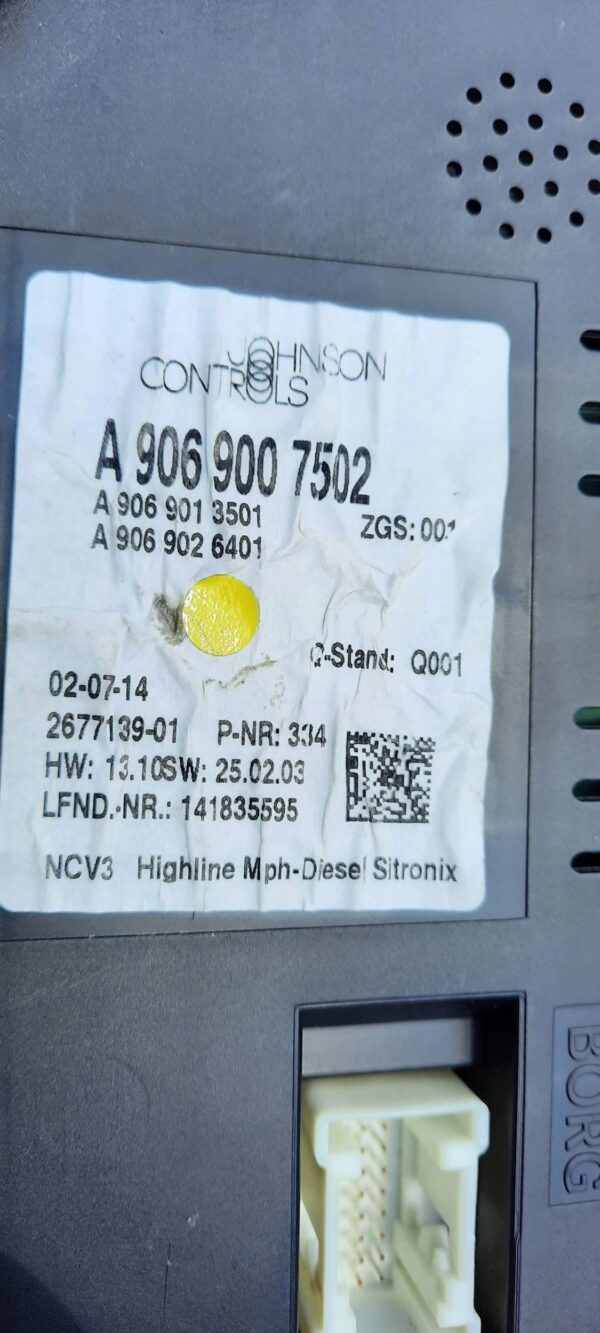 JOHNSON
CONTROLS
A 906 900 7502
A 906 901 3501
A 906 902 6401
ZGS: 001
Q-Stand: Q001
02-07-14
2677139-01 P-NR: 334
HW: 13.10SW: 25.02.03
LFND.-NR.: 141835595
NCV3 Highline Mph-Diesel Sitronix
BORG